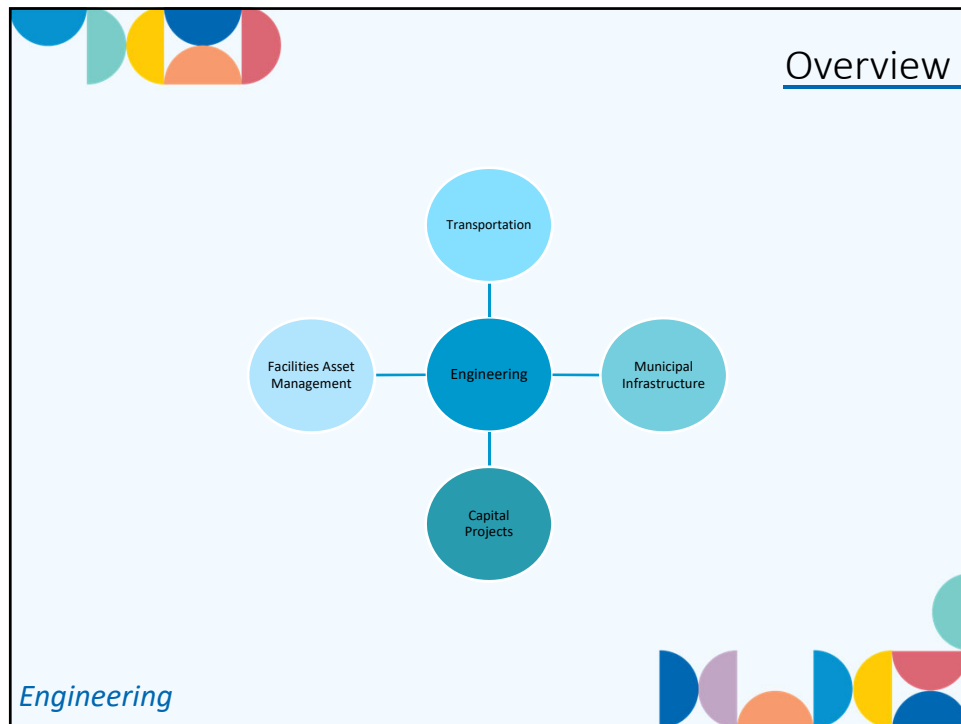 Overview
Transportation
Facilities Asset
Management
Engineering
Municipal
Infrastructure
Capital
Projects
Engineering